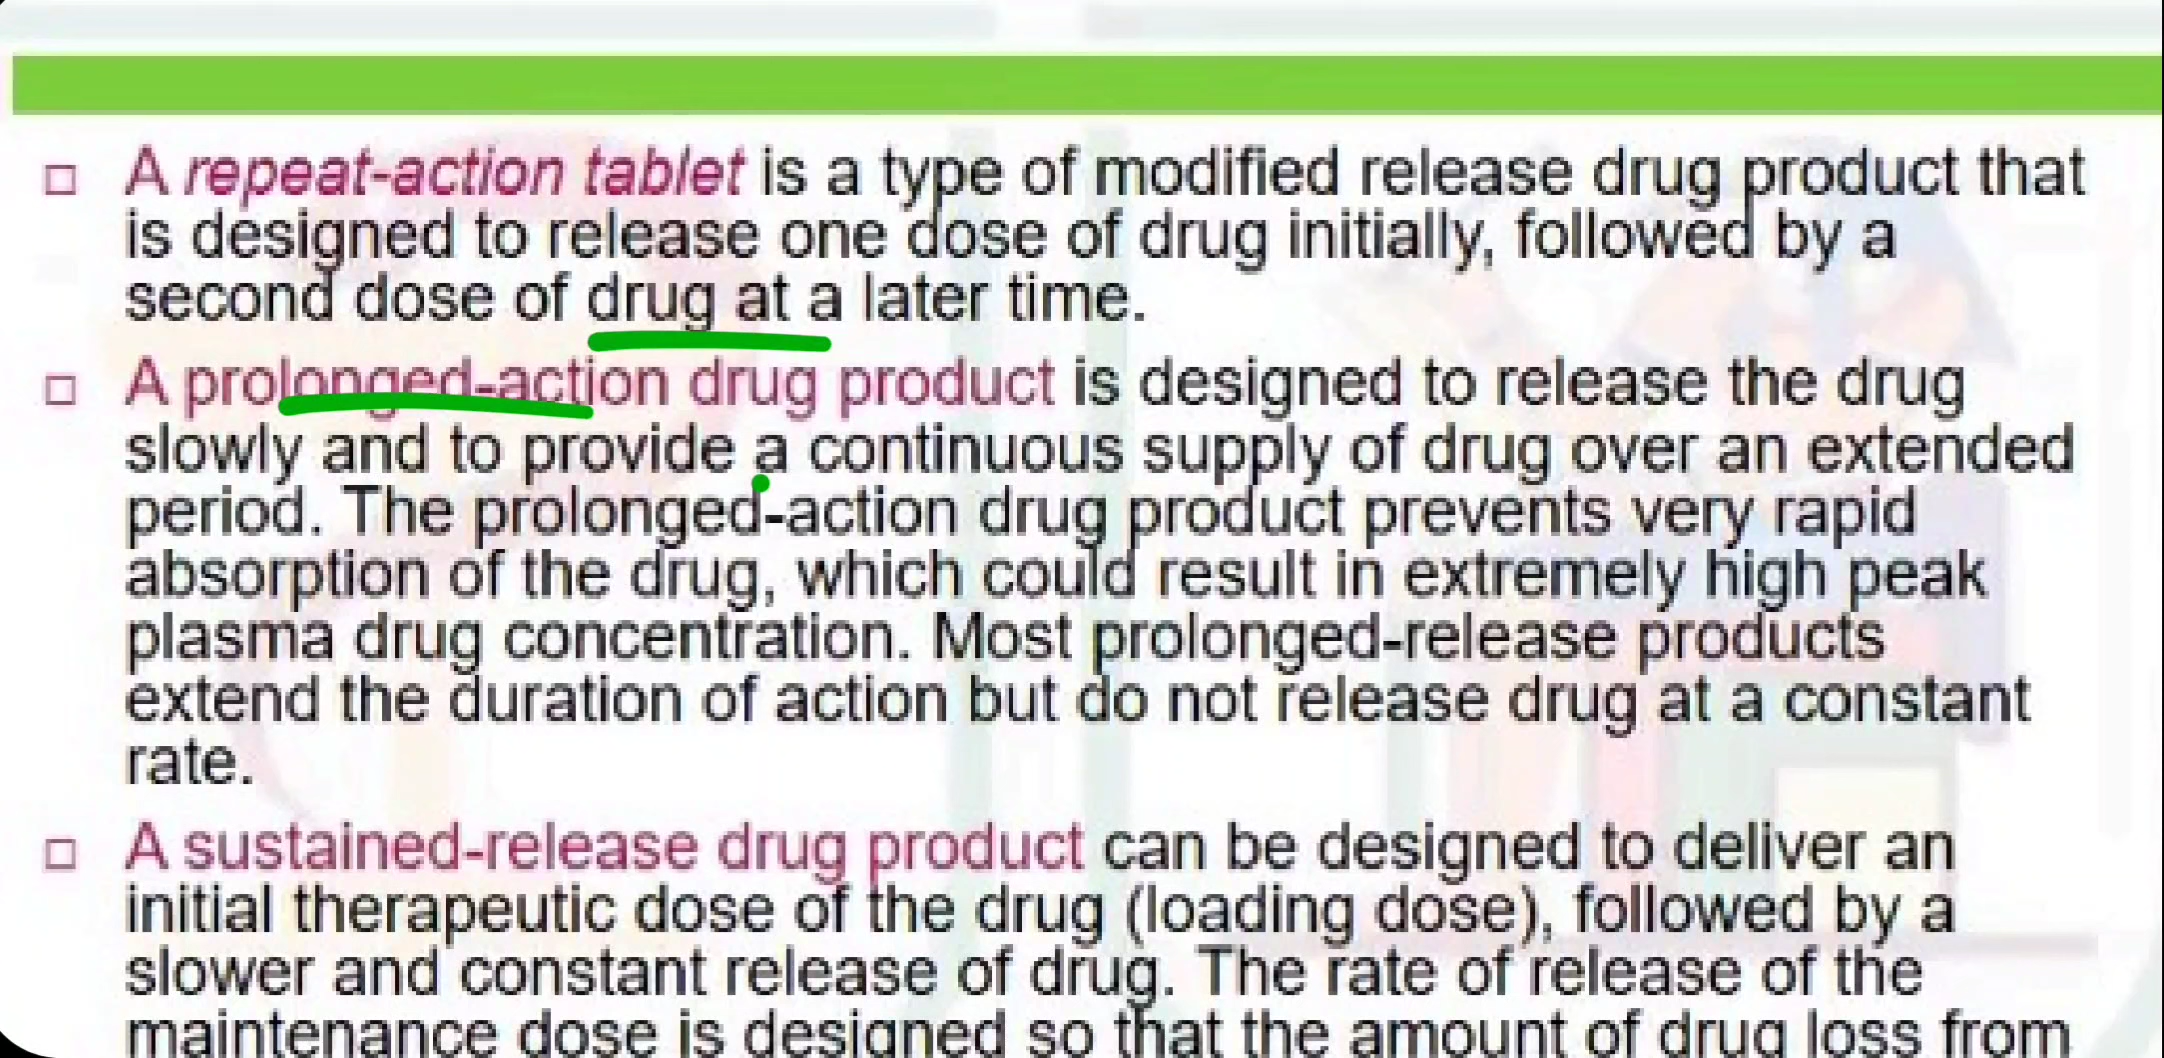 □ A repeat-action tablet is a type of modified release drug product that
is designed to release one dose of drug initially, followed by a
second dose of drug at a later time.
□ A prolonged-action drug product is designed to release the drug
slowly and to provide a continuous supply of drug over an extended
period. The prolonged-action drug product prevents very rapid
absorption of the drug, which could result in extremely high peak
plasma drug concentration. Most prolonged-release products
extend the duration of action but do not release drug at a constant
rate.
□ A sustained-release drug product can be designed to deliver an
initial therapeutic dose of the drug (loading dose), followed by a
slower and constant release of drug. The rate of release of the
maintenance dose is designed so that the amount of drug loss from